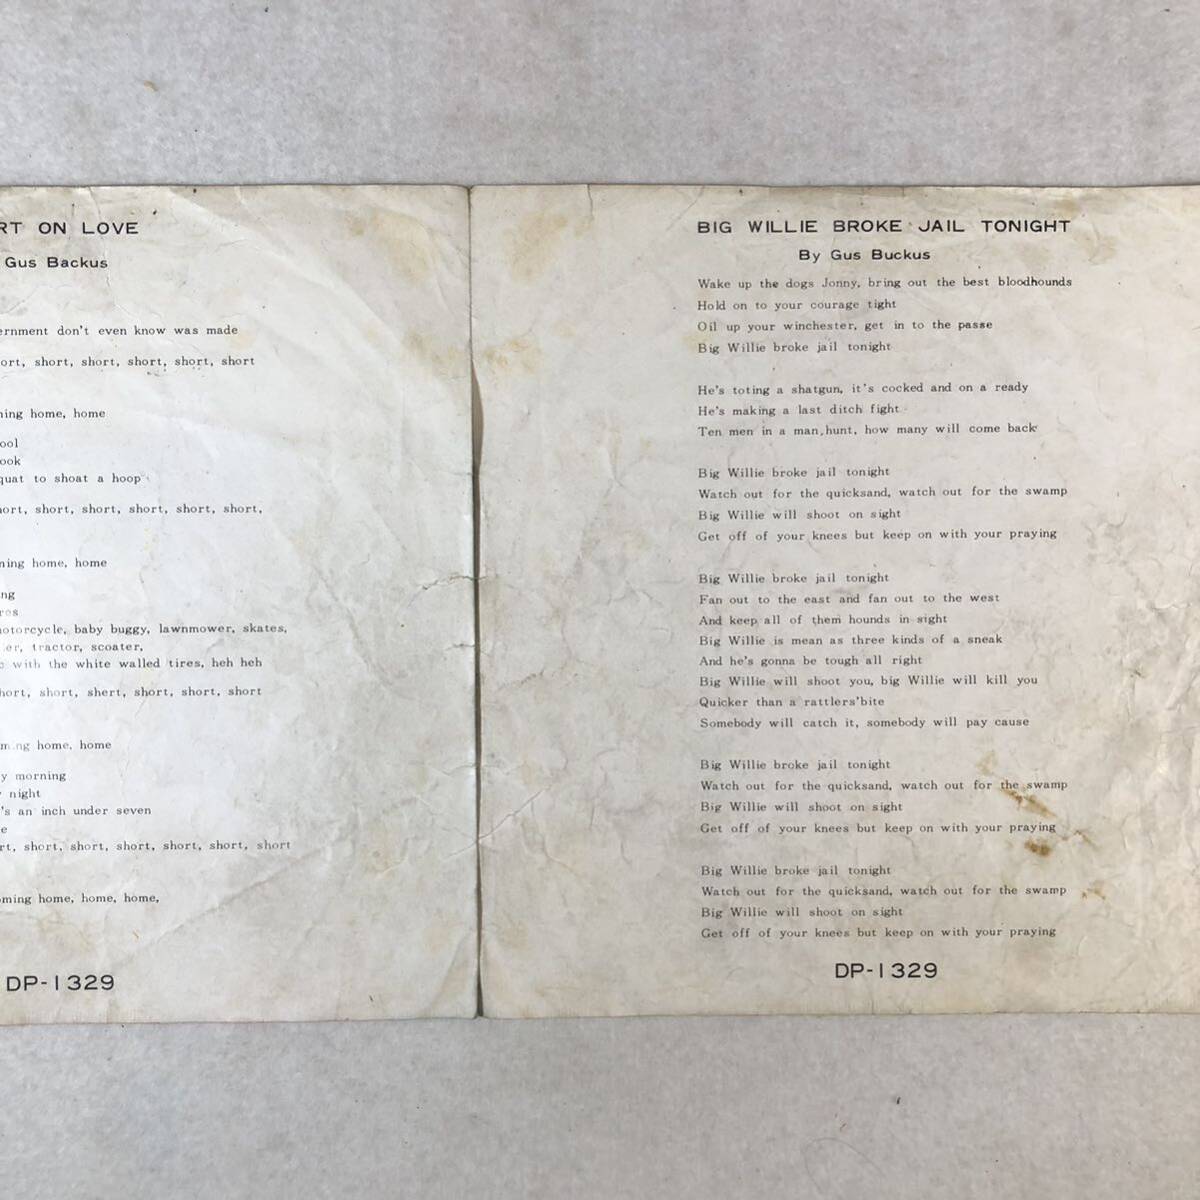 RT ON LOVE
Gus Backus
ernment don't even know was made
ort, short, short, short, short, short
ning home, home
ool
ook
quat to shoat a hoop
ort, short, short, short, short, short,
ning home, home
ng
ros
otorcycle, baby buggy, lawnmower, skates,
er, tractor, scoater,
with the white walled tires, heh heh
hort, short, shert, short, short, short
m ng home, home
y morning
night
's an inch under seven
e
rt, short, short, short, short, short, short
ming home, home, home,
DP-1329
BIG WILLIE BROKE JAIL TONIGHT
By Gus Buckus
Wake up the dogs Jonny, bring out the best bloodhounds
Hold on to your courage tight
Oil up your winchester, get in to the passe
Big Willie broke jail tonight
He's toting a shatgun, it's cocked and on a ready
He's making a last ditch fight
Ten men in a man hunt, how many will come back
Big Willie broke jail tonight
Watch out for the quicksand, watch out for the swamp
Big Willie will shoot on sight
Get off of your knees but keep on with your praying
Big Willie broke jail tonight
Fan out to the east and fan out to the west
And keep all of them hounds in sight
Big Willie is mean as three kinds of a sneak
And he's gonna be tough all right
Big Willie will shoot you, big Willie will kill you
Quicker than a rattlers'bite
Somebody will catch it, somebody will pay cause
Big Willie broke jail tonight
Watch out for the quicksand, watch out for the swamp
Big Willie will shoot on sight
Get off of your knees but keep on with your praying
Big Willie broke jail tonight
Watch out for the quicksand, watch out for the swamp
Big Willie will shoot on sight
Get off of your knees but keep on with your praying
DP-1329